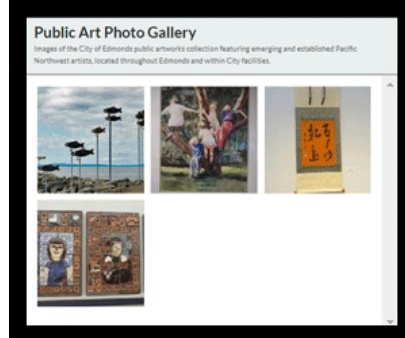 Public Art Photo Gallery
Images of the City of Edmonds public artworks collection featuring emerging and established Pacific
Northwest artists, located throughout Edmonds and within City facilities.